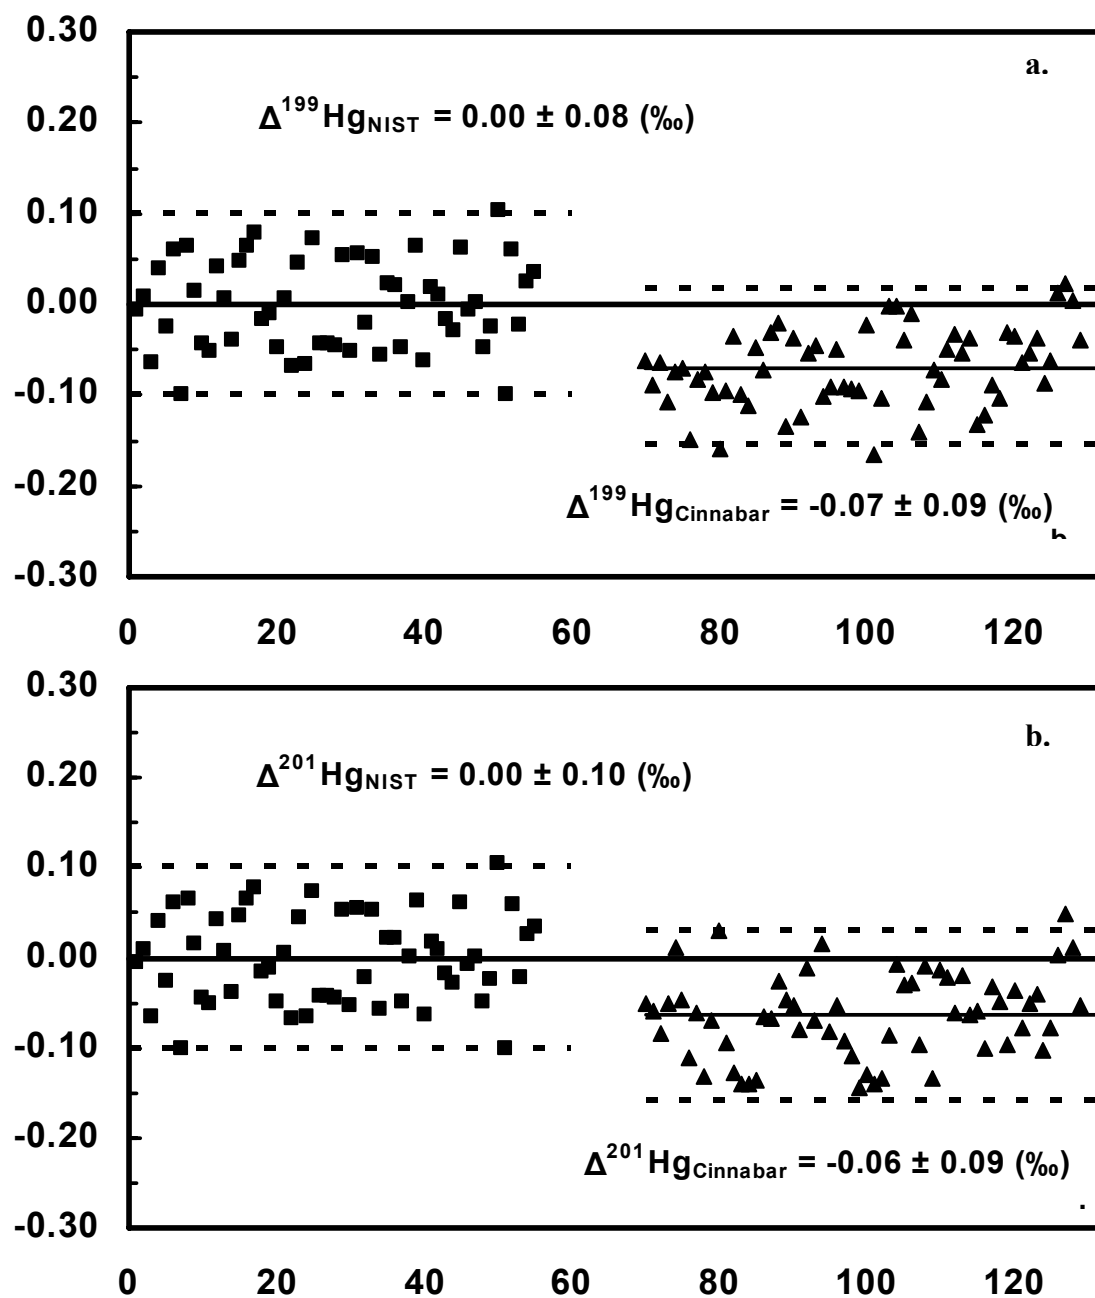 0.30
a.
Δ199HgNIST = 0.00 ± 0.08 (‰)
0.20
0.10
0.00
-0.10
-0.20
Δ199HgCinnabar = -0.07 ± 0.09 (‰)
-0.30
0 20 40 60 80 100 120
0.30
b.
Δ201HgNIST = 0.00 ± 0.10 (‰)
0.20
0.10
0.00
-0.10
-0.20
Δ201HgCinnabar = -0.06 ± 0.09 (‰)
-0.30
0 20 40 60 80 100 120